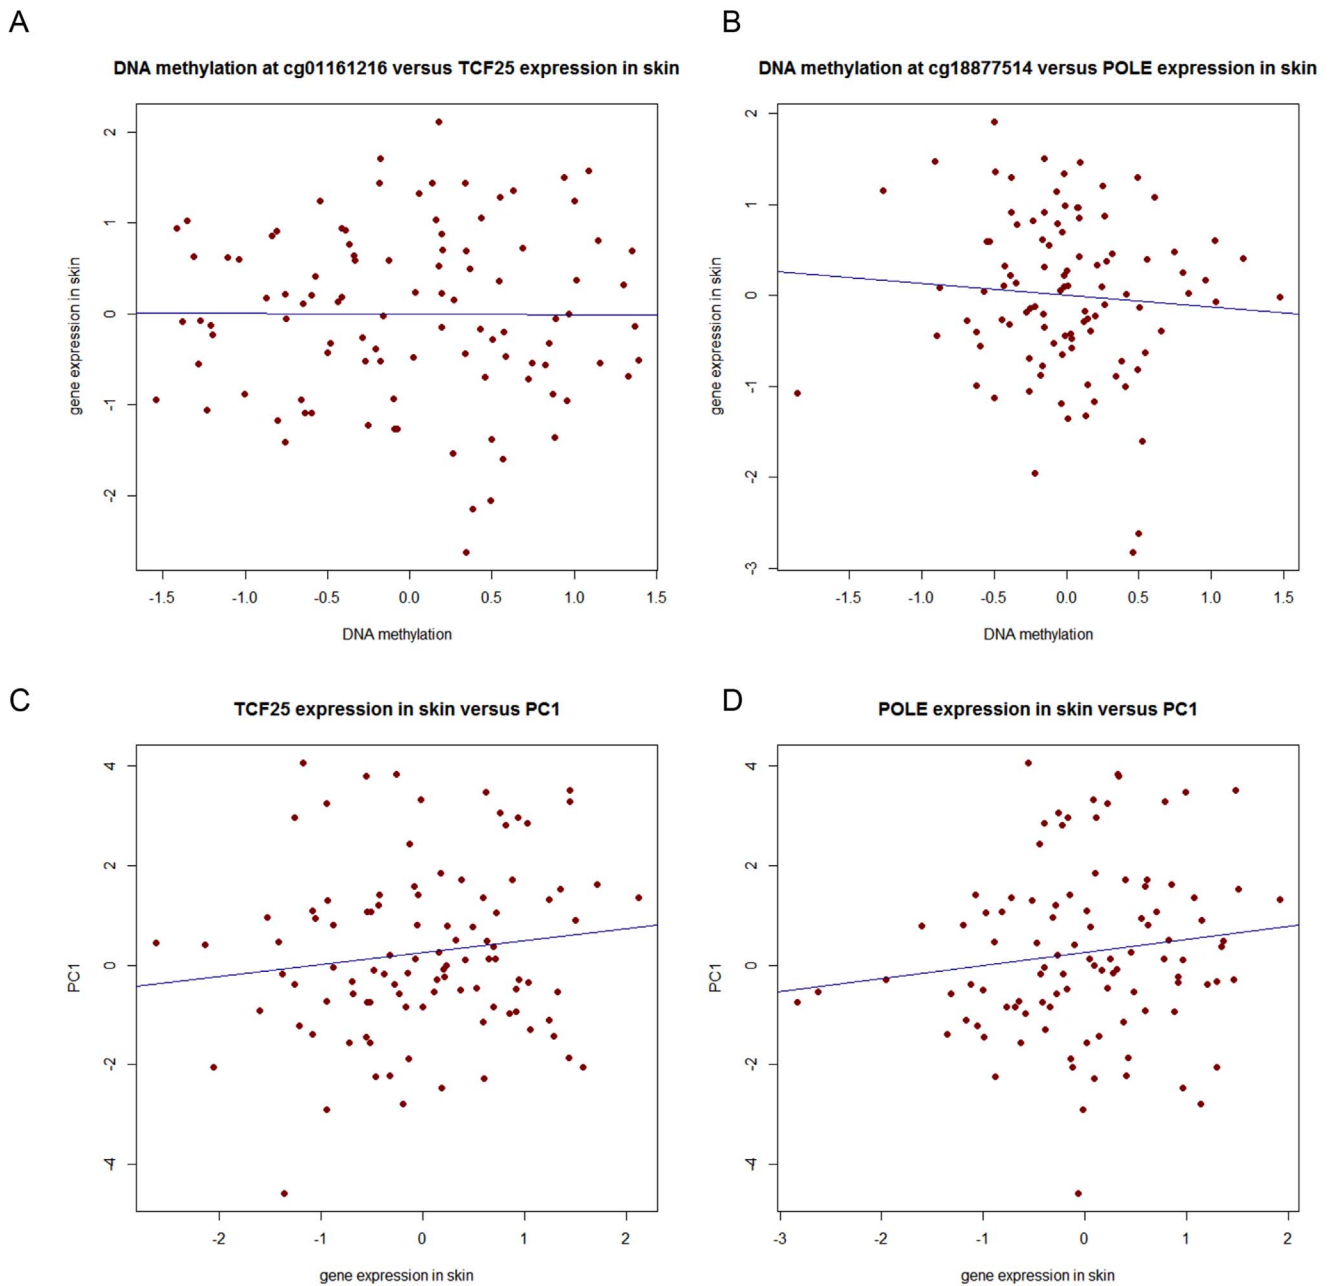 A
DNA methylation at cg01161216 versus TCF25 expression in skin
gene expression in skin
2
1
0
-1
-2
-1.5 -1.0 -0.5 0.0 0.5 1.0 1.5
DNA methylation
B
DNA methylation at cg18877514 versus POLE expression in skin
gene expression in skin
2
1
0
-1
-2
-3
-1.5 -1.0 -0.5 0.0 0.5 1.0 1.5
DNA methylation
C
TCF25 expression in skin versus PC1
PC1
4
2
0
-2
-4
-2 -1 0 1 2
gene expression in skin
D
POLE expression in skin versus PC1
PC1
4
2
0
-2
-4
-3 -2 -1 0 1 2
gene expression in skin